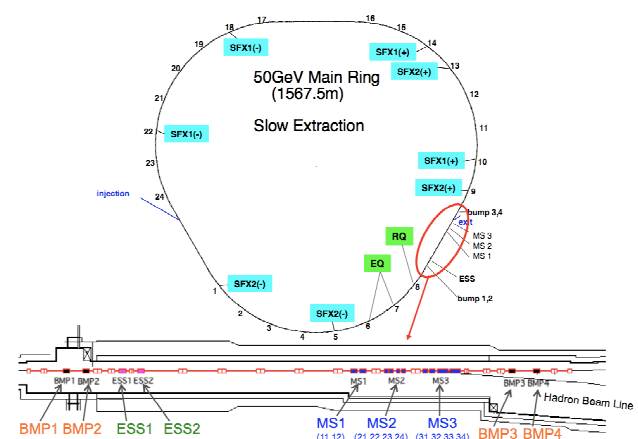 17
16
18
15
SFX1(-)
SFX1(+)
14
19
SFX2(+)
13
20
50GeV Main Ring
(1567.5m)
12
21
Slow Extraction
11
22
SFX1(-)
SFX1(+)
10
23
SFX2(+)
9
24
injection
bump 3,4
exit
RQ
MS 3
MS 2
MS 1
EQ
ESS
SFX2(-)
8
1
bump 1,2
2
SFX2(-)
7
3
4
5
6
BMP1
BMP2
ESS1
ESS2
MS1
MS2
MS3
BMP3
BMP4
Hadron Beam Line
BMP1 BMP2 ESS1 ESS2
MS1 MS2 MS3 BMP3 BMP4
(11,12) (21 22 23 24) (31 32 33 34)